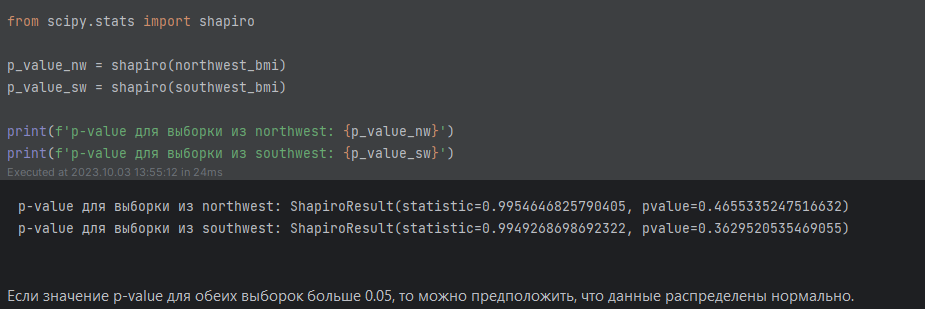 from scipy.stats import shapiro
p_value_nw = shapiro(northwest_bmi)
p_value_sw = shapiro(southwest_bmi)
print(f'p-value для выборки из northwest: {p_value_nw}')
print(f'p-value для выборки из southwest: {p_value_sw}')
Executed at 2023.10.03 13:55:12 in 24ms
p-value для выборки из northwest: ShapiroResult(statistic=0.9954646825790405, pvalue=0.4655335247516632)
p-value для выборки из southwest: ShapiroResult(statistic=0.9949268698692322, pvalue=0.3629520535469055)
Если значение p-value для обеих выборок больше 0.05, то можно предположить, что данные распределены нормально.